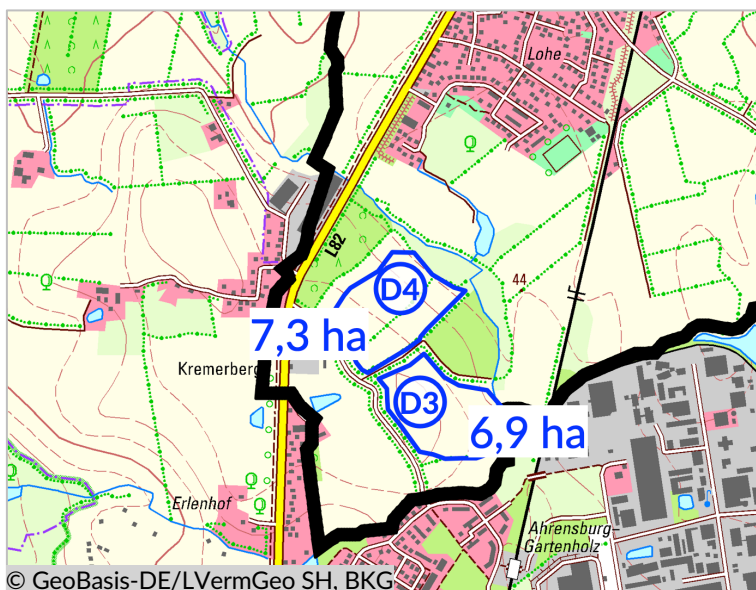 Lohe
L82
D4
44
7,3 ha
Kremerberg
D3
6,9 ha
Erlenhof
Ahrensburg-
Gartenholz
© GeoBasis-DE/LVermGeo SH, BKG